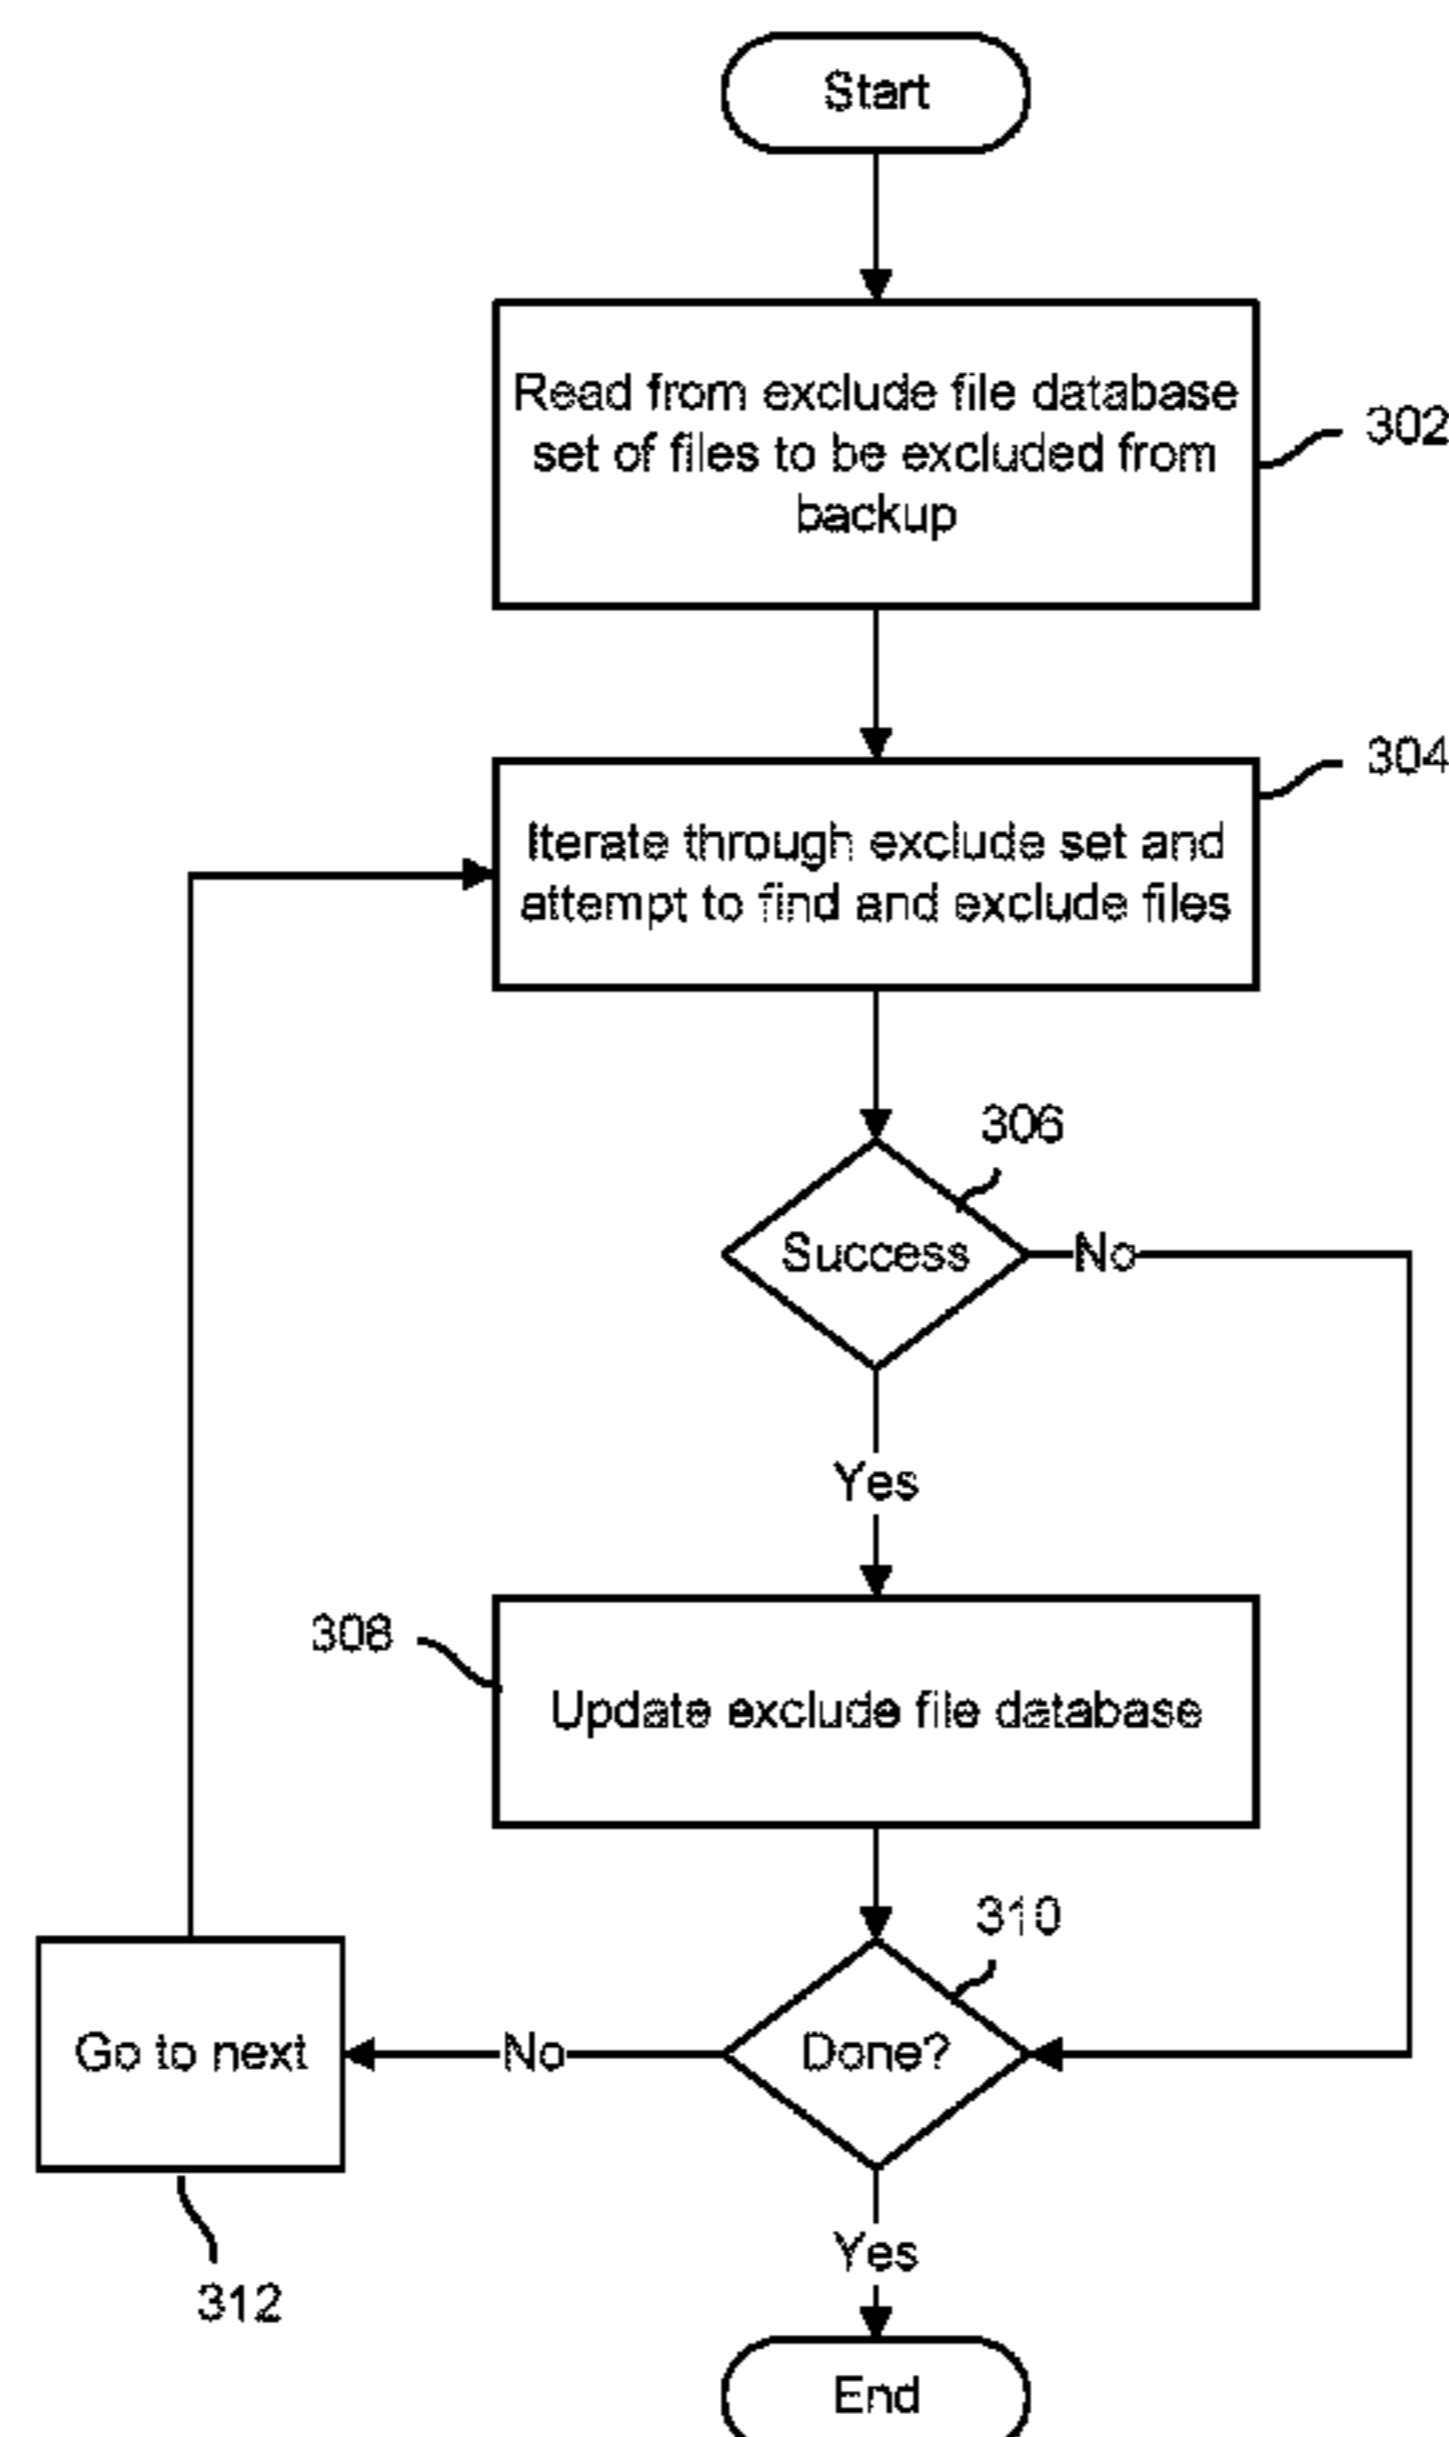 Start
Read from exclude file database
set of files to be excluded from
backup
302
304
Iterate through exclude set and
attempt to find and exclude files
306
Success
No
Yes
308
Update exclude file database
310
Go to next
No
Done?
312
Yes
End